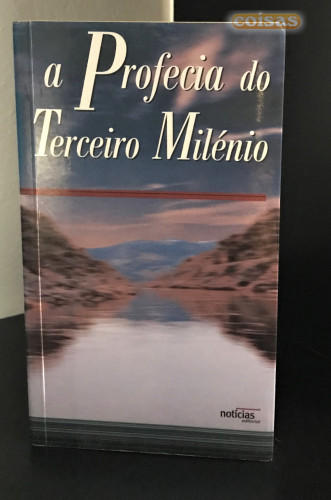 coisas
a Profecia do
Terceiro Milénio
notícias
editorial